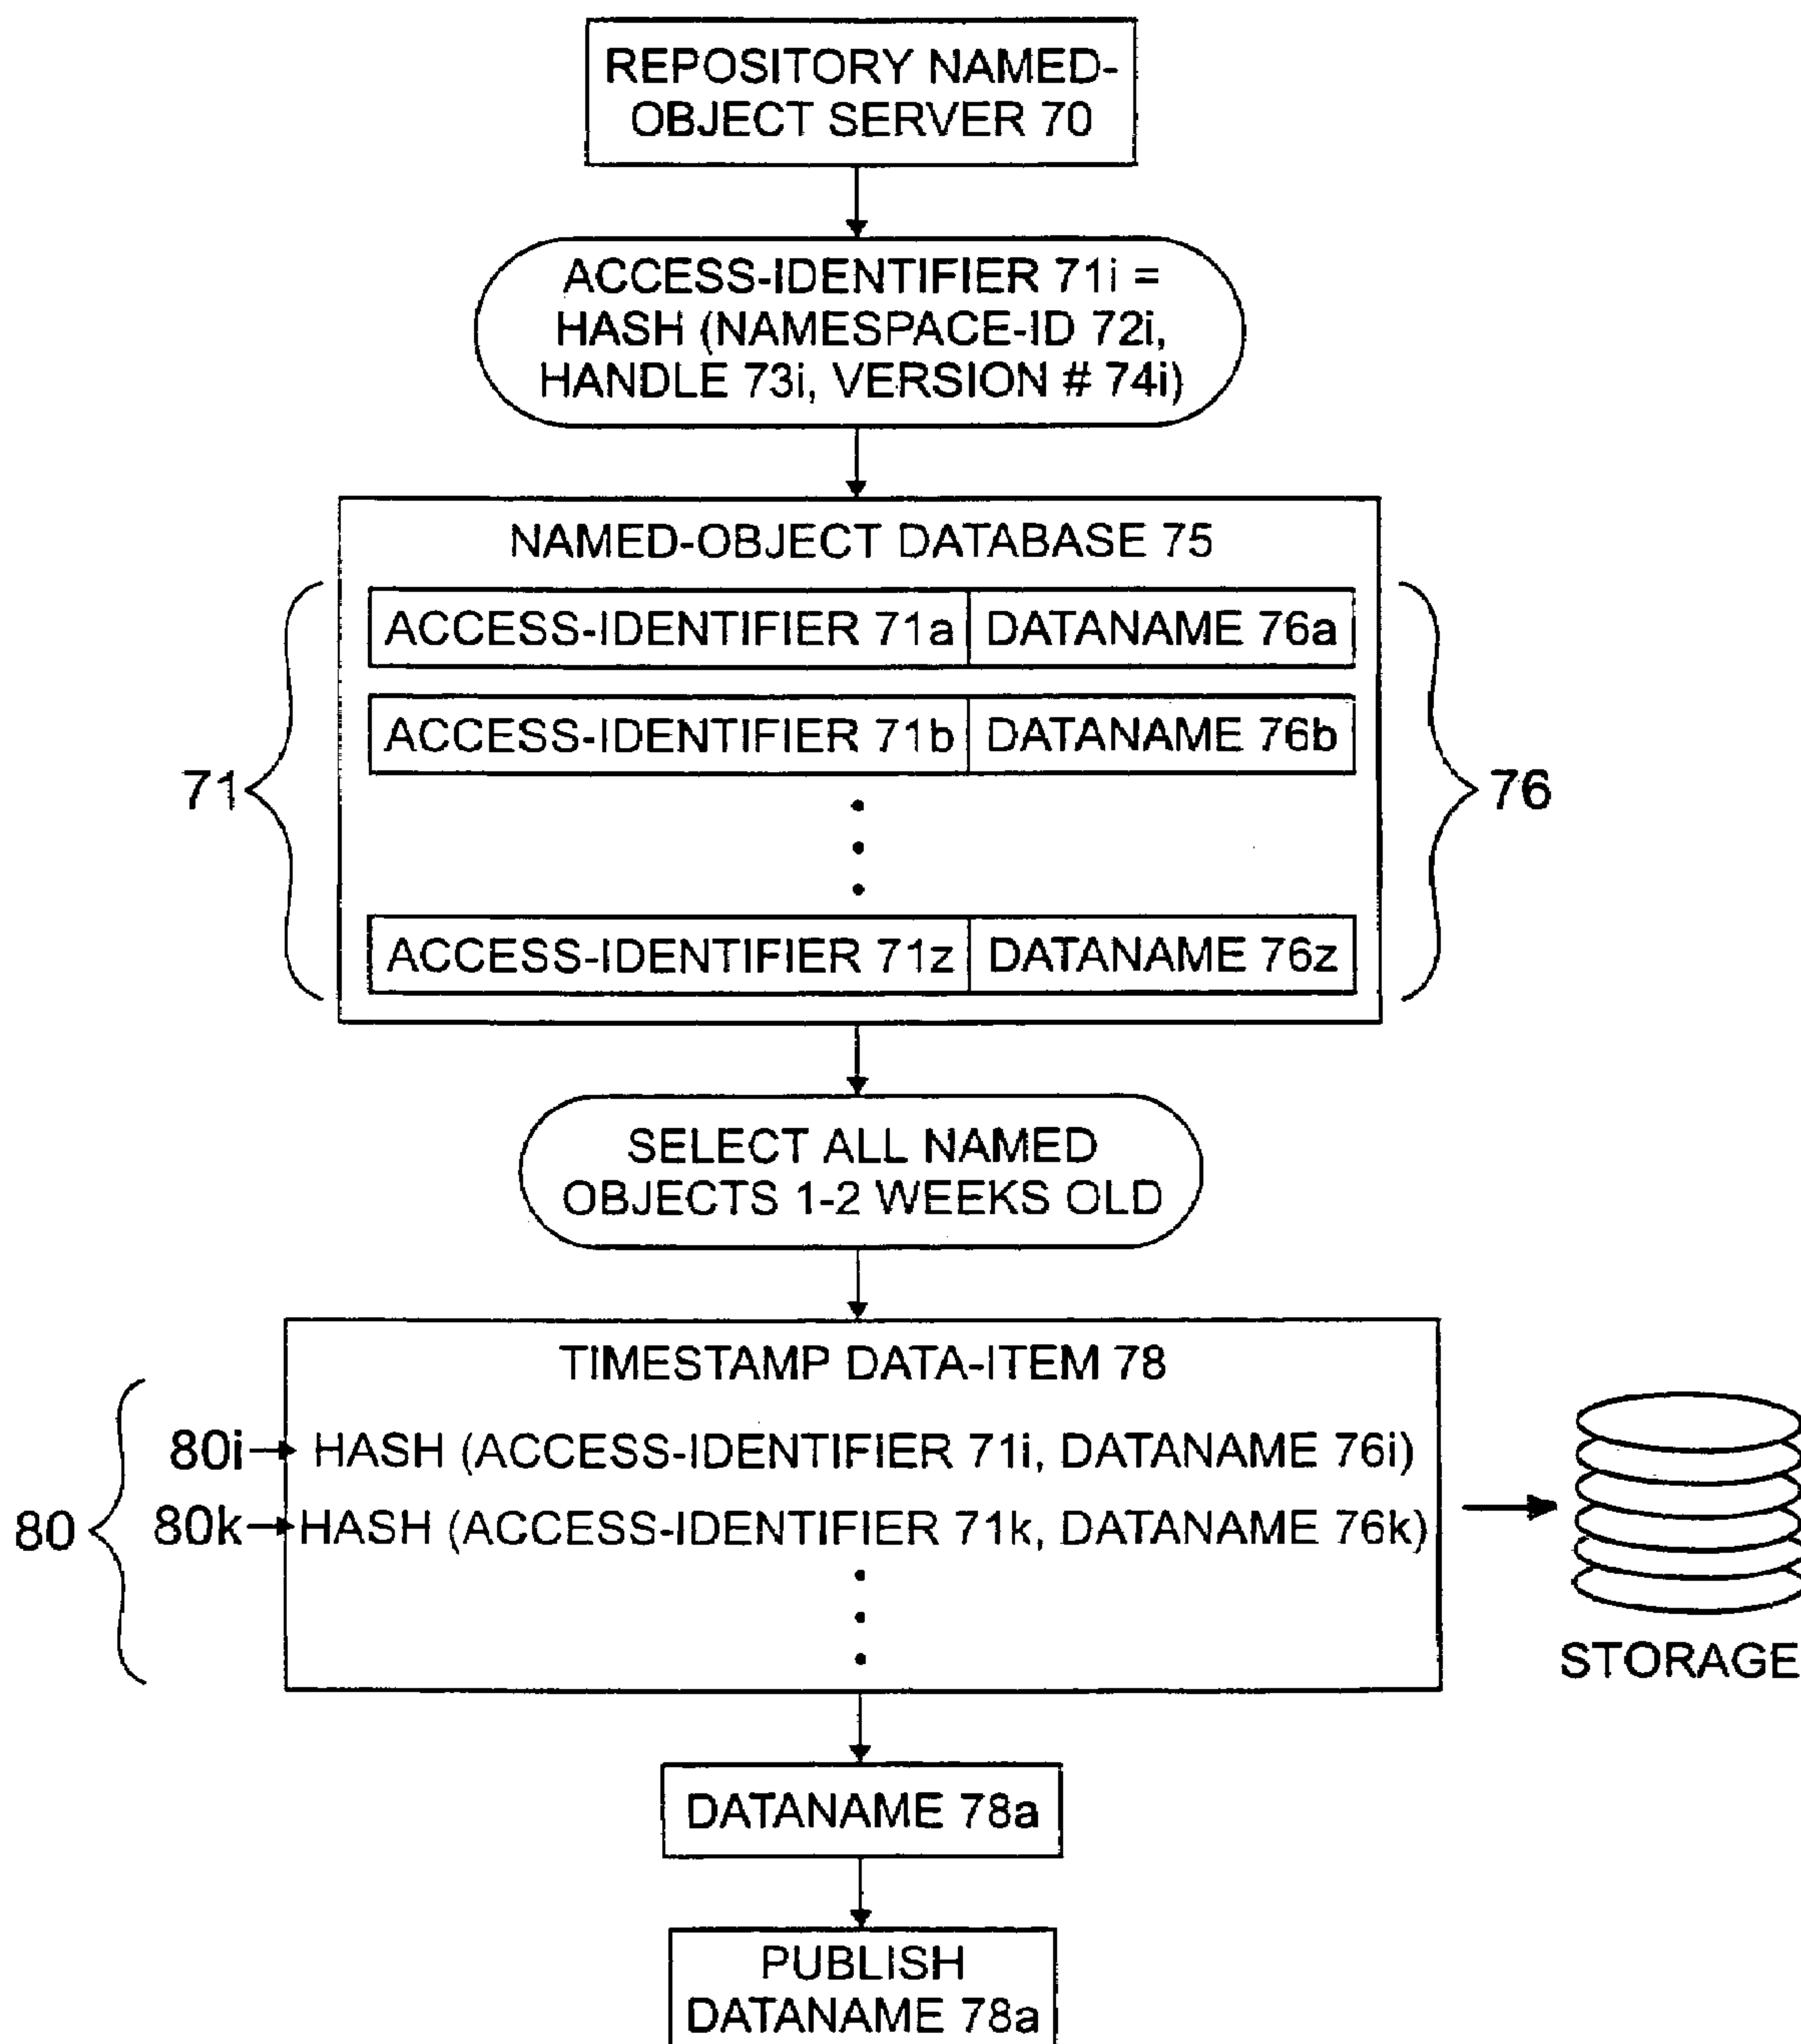 REPOSITORY NAMED-
OBJECT SERVER 70
ACCESS-IDENTIFIER 71i =
HASH (NAMESPACE-ID 72i,
HANDLE 73i, VERSION # 74i)
NAMED-OBJECT DATABASE 75
ACCESS-IDENTIFIER 71a DATANAME 76a
ACCESS-IDENTIFIER 71b DATANAME 76b
71 76
ACCESS-IDENTIFIER 71z DATANAME 76z
SELECT ALL NAMED
OBJECTS 1-2 WEEKS OLD
TIMESTAMP DATA-ITEM 78
80i HASH (ACCESS-IDENTIFIER 71i, DATANAME 76i)
80 80k HASH (ACCESS-IDENTIFIER 71k, DATANAME 76k)
STORAGE
DATANAME 78a
PUBLISH
DATANAME 78a